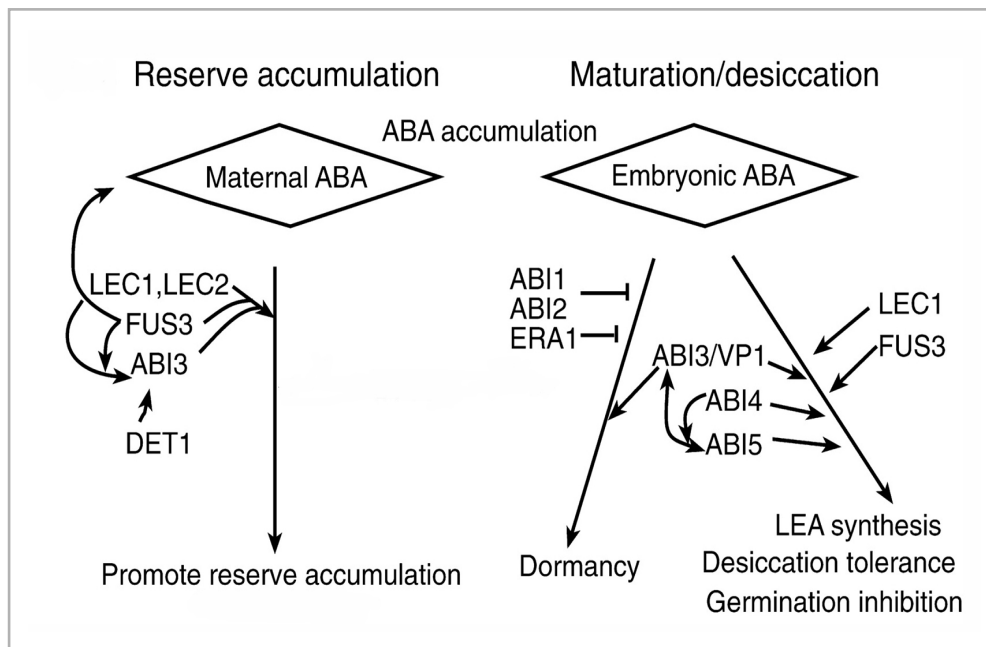 Reserve accumulation
Maturation/desiccation
ABA accumulation
Maternal ABA
Embryonic ABA
LEC1,LEC2
FUS3
ABI3
DET1
Promote reserve accumulation
ABI1
ABI2
ERA1
ABI3/VP1
ABI4
ABI5
LEC1
FUS3
Dormancy
LEA synthesis
Desiccation tolerance
Germination inhibition